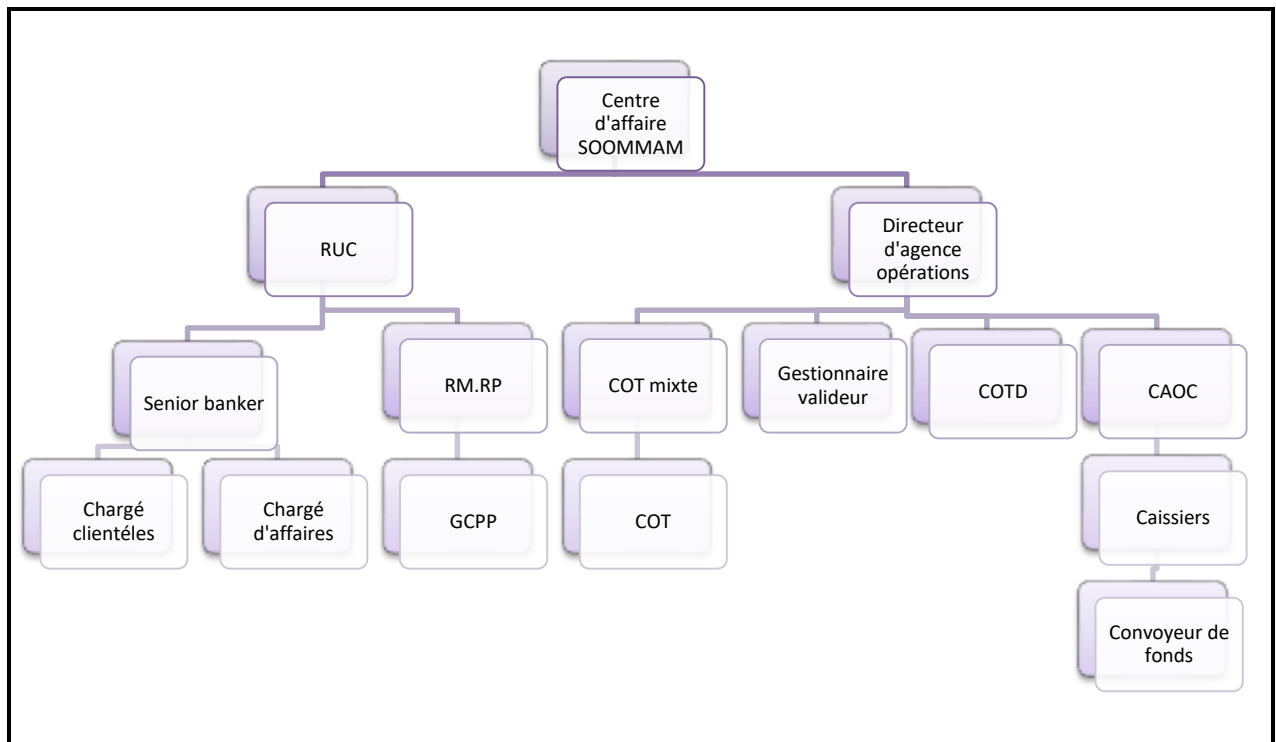 Centre
d'affaire
SOOMMAM
RUC
Directeur
d'agence
opérations
Senior banker
RM.RP
COT mixte
Gestionnaire
valideur
COTD
CAOC
Chargé
clientéles
Chargé
d'affaires
GCPP
COT
Caissiers
Convoyeur de
fonds